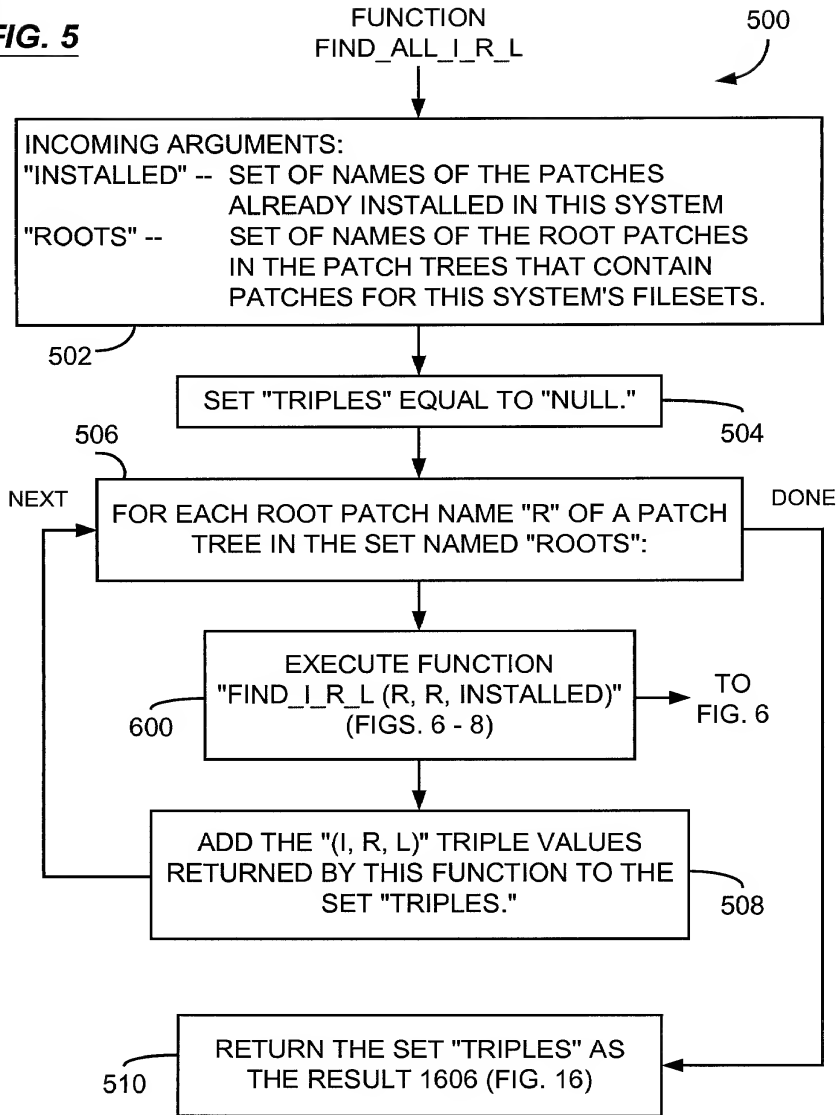 FIG. 5
FUNCTION
FIND_ALL_I_R_L
500
INCOMING ARGUMENTS:
"INSTALLED" -- SET OF NAMES OF THE PATCHES
ALREADY INSTALLED IN THIS SYSTEM
"ROOTS" -- SET OF NAMES OF THE ROOT PATCHES
IN THE PATCH TREES THAT CONTAIN
PATCHES FOR THIS SYSTEM'S FILESETS.
502
SET "TRIPLES" EQUAL TO "NULL."
504
506
NEXT
DONE
FOR EACH ROOT PATCH NAME "R" OF A PATCH
TREE IN THE SET NAMED "ROOTS":
EXECUTE FUNCTION
"FIND_I_R_L (R, R, INSTALLED)"
(FIGS. 6 - 8)
600
TO
FIG. 6
ADD THE "(I, R, L)" TRIPLE VALUES
RETURNED BY THIS FUNCTION TO THE
SET "TRIPLES."
508
RETURN THE SET "TRIPLES" AS
THE RESULT 1606 (FIG. 16)
510